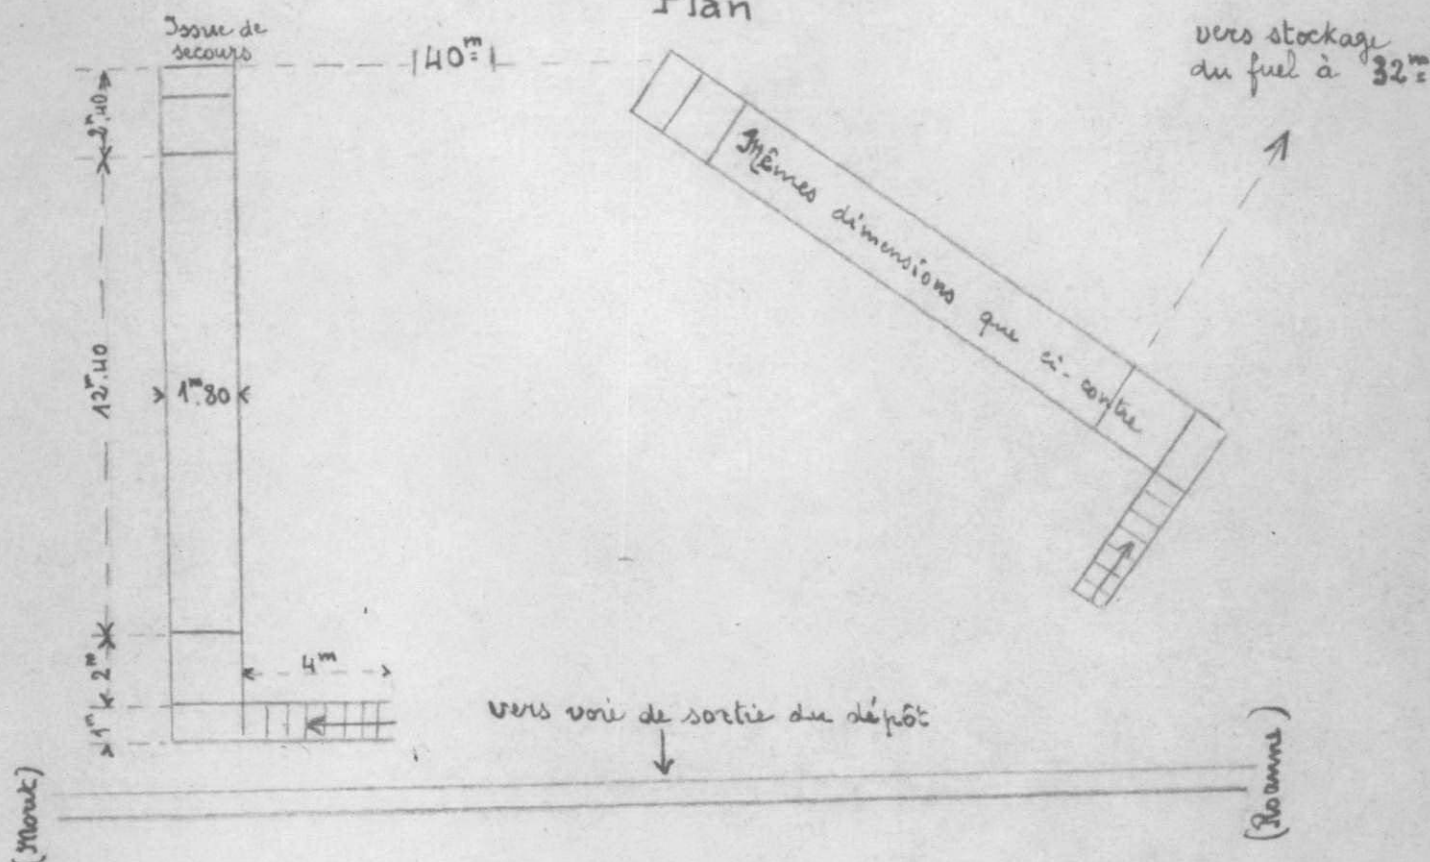 Plan
Issue de
secours
40m
vers stockage
du fuel à 32m
2m.40
Mêmes dimensions que ci-contre
12m.40
1m.80
2m
4m
1m
vers voie de sortie du dépôt
(Mont)
(Roanne)